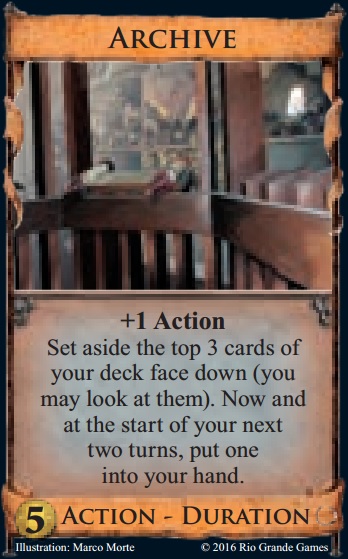 ARCHIVE
+1 Action
Set aside the top 3 cards of
your deck face down (you
may look at them). Now and
at the start of your next
two turns, put one
into your hand.
5 ACTION - DURATION
Illustration: Marco Morte © 2016 Rio Grande Games